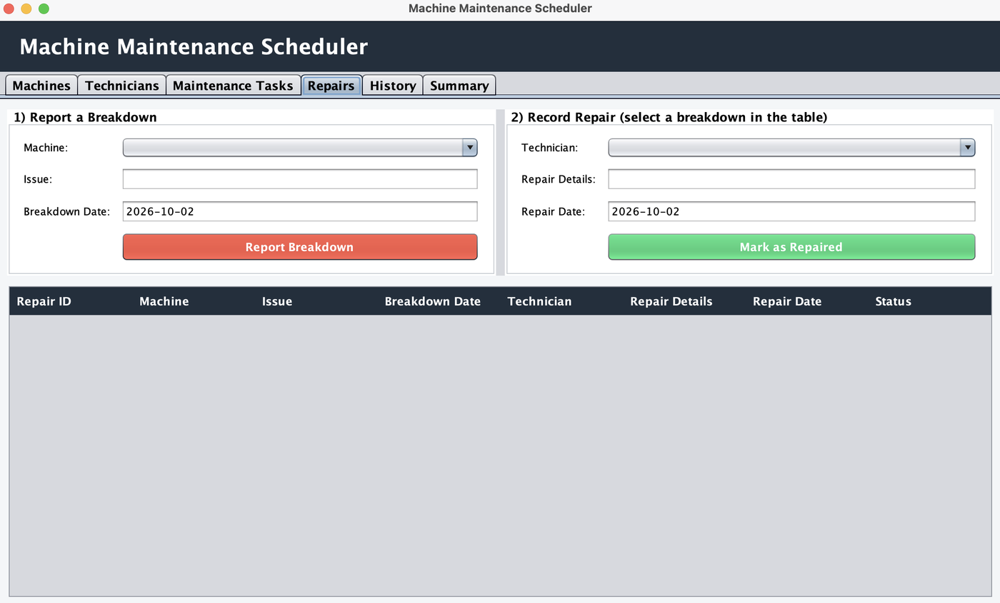 Machine Maintenance Scheduler
Machine Maintenance Scheduler
Machines Technicians Maintenance Tasks Repairs History Summary
1) Report a Breakdown
Machine:
Issue:
Breakdown Date: 2026-10-02
Report Breakdown
2) Record Repair (select a breakdown in the table)
Technician:
Repair Details:
Repair Date: 2026-10-02
Mark as Repaired
Repair ID Machine Issue Breakdown Date Technician Repair Details Repair Date Status